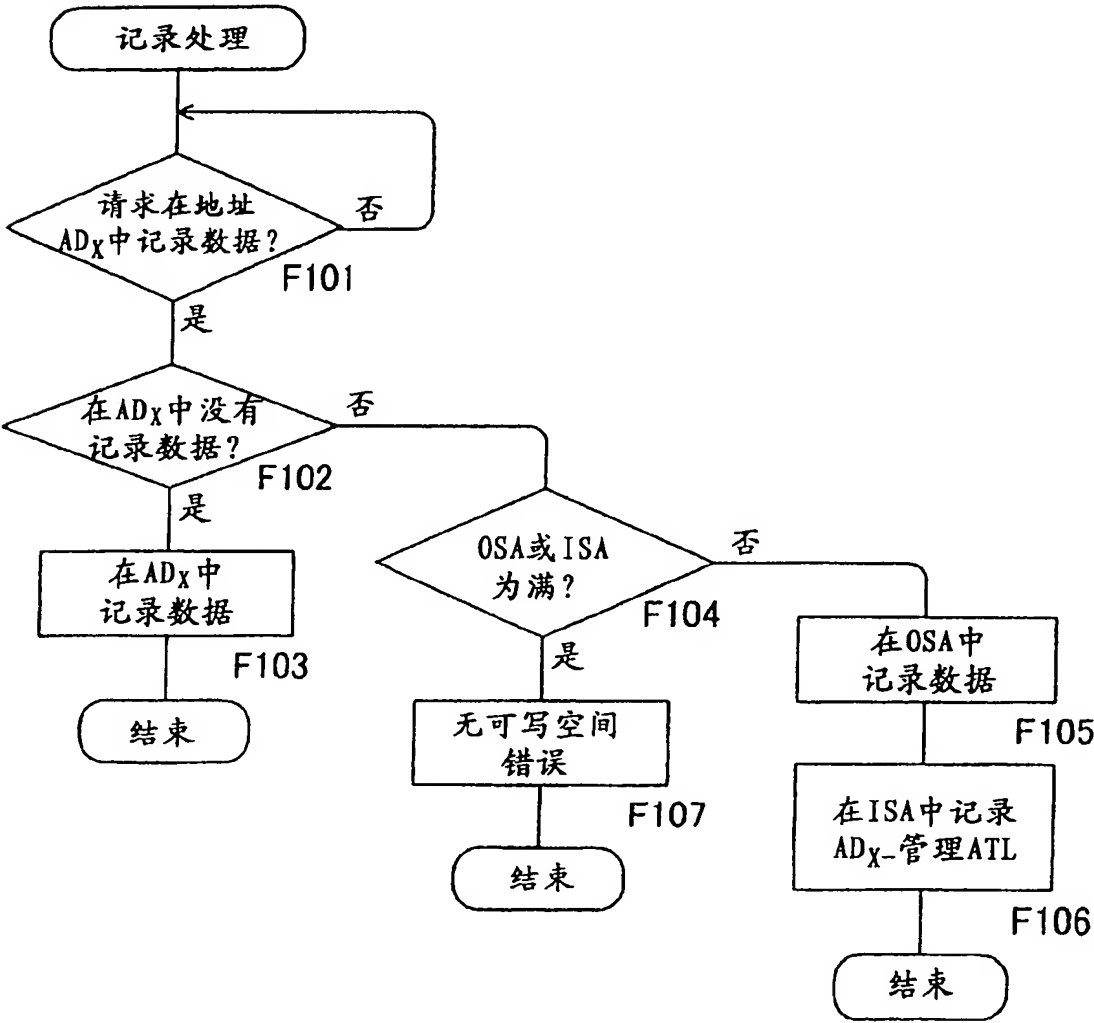 记录处理
请求在地址
ADX中记录数据?
否
F101
是
在ADX中没有
记录数据?
否
F102
是
在ADX中
记录数据
F103
结束
OSA或ISA
为满?
否
F104
是
无可写空间
错误
F107
结束
在OSA中
记录数据
F105
在ISA中记录
ADX-管理ATL
F106
结束